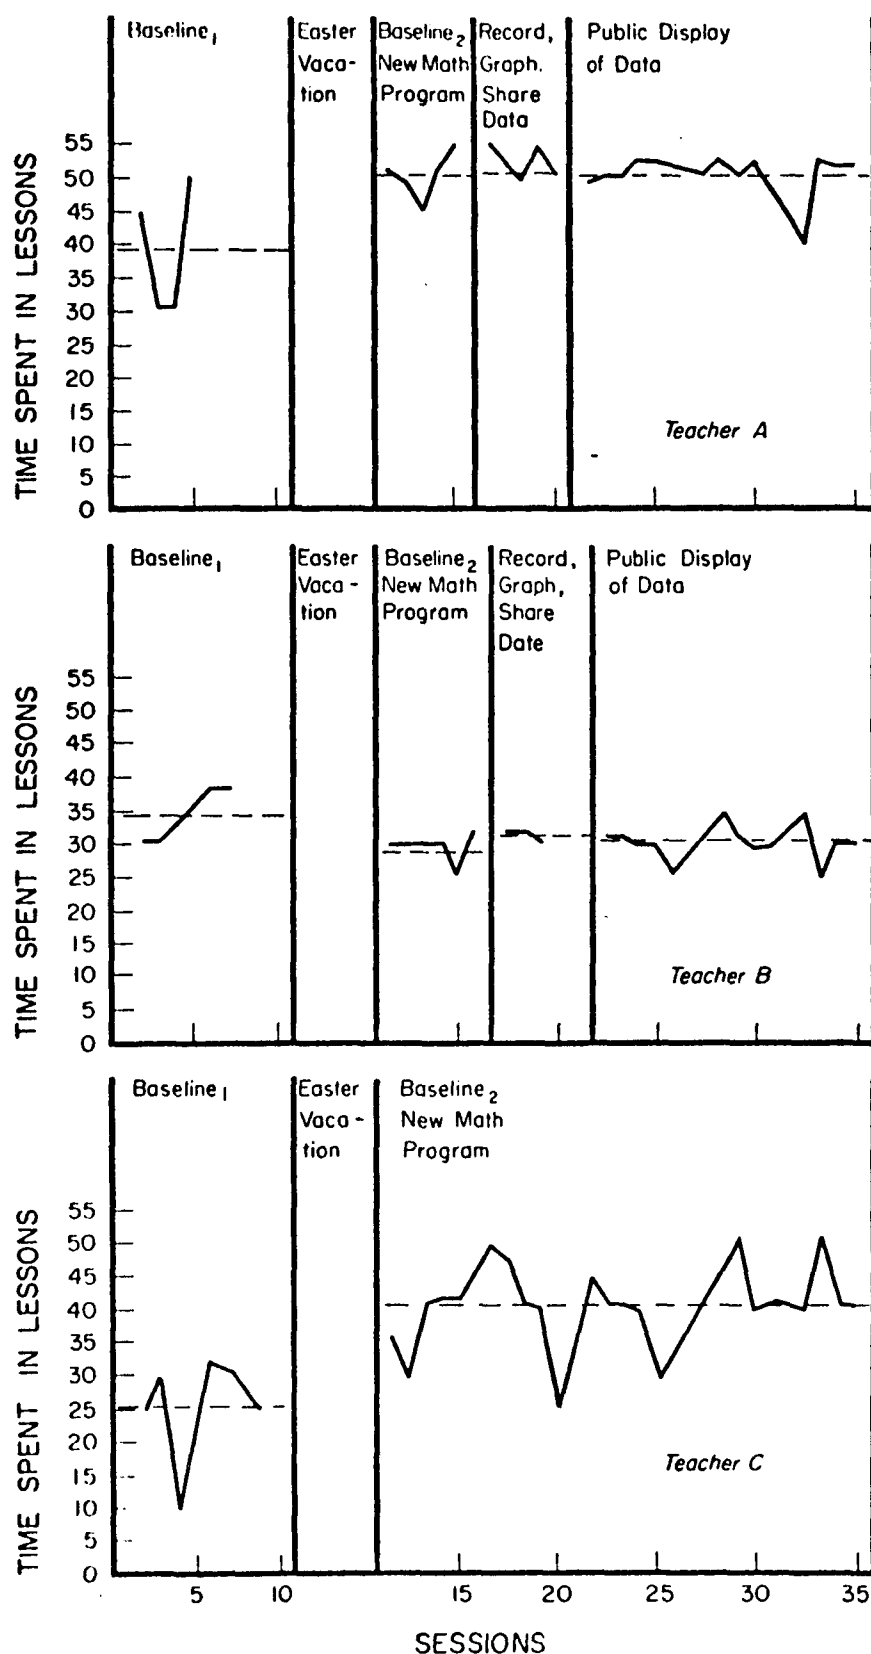 Baseline₁
Easter
Vaca-
tion
Baseline₂
New Math
Program
Record,
Graph.
Share
Data
Public Display
of Data
TIME SPENT IN LESSONS
55
50
45
40
35
30
25
20
15
10
5
0
Teacher A
Baseline₁
Easter
Vaca-
tion
Baseline₂
New Math
Program
Record,
Graph,
Share
Date
Public Display
of Data
TIME SPENT IN LESSONS
55
50
45
40
35
30
25
20
15
10
5
0
Teacher B
Baseline₁
Easter
Vaca-
tion
Baseline₂
New Math
Program
TIME SPENT IN LESSONS
55
50
45
40
35
30
25
20
15
10
5
0
Teacher C
5 10 15 20 25 30 35
SESSIONS